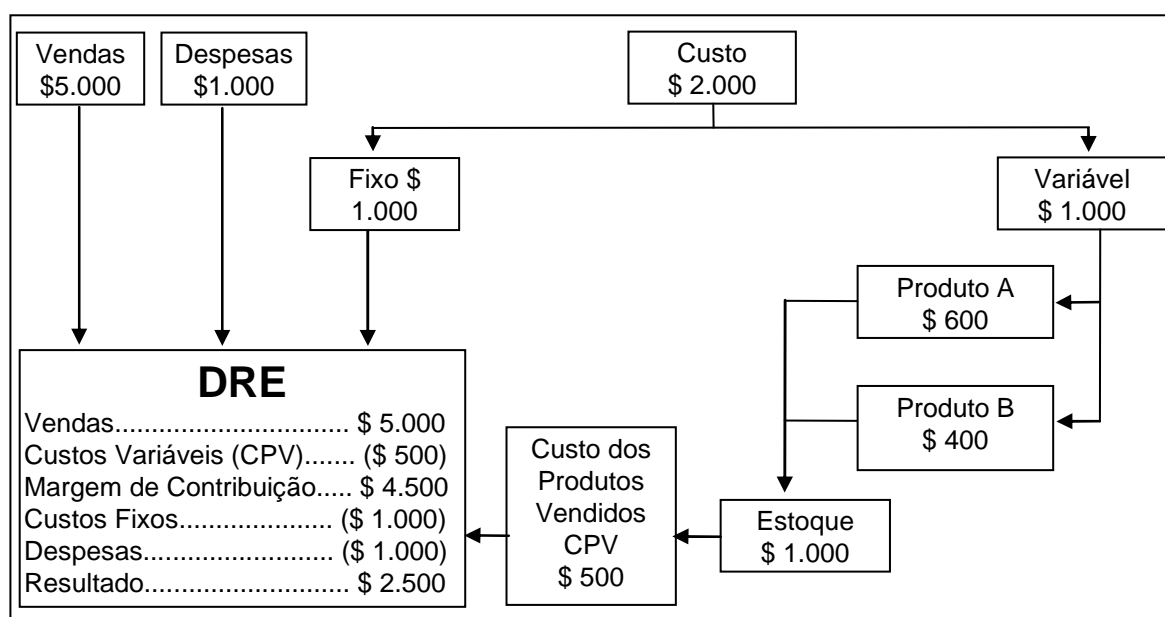 Vendas
$5.000
Despesas
$1.000
Custo
$ 2.000
Fixo $
1.000
Variável
$ 1.000
Produto A
$ 600
Produto B
$ 400
Estoque
$ 1.000
Custo dos
Produtos
Vendidos
CPV
$ 500
DRE
Vendas................................ $ 5.000
Custos Variáveis (CPV)....... ($ 500)
Margem de Contribuição..... $ 4.500
Custos Fixos...................... ($ 1.000)
Despesas.......................... ($ 1.000)
Resultado............................ $ 2.500